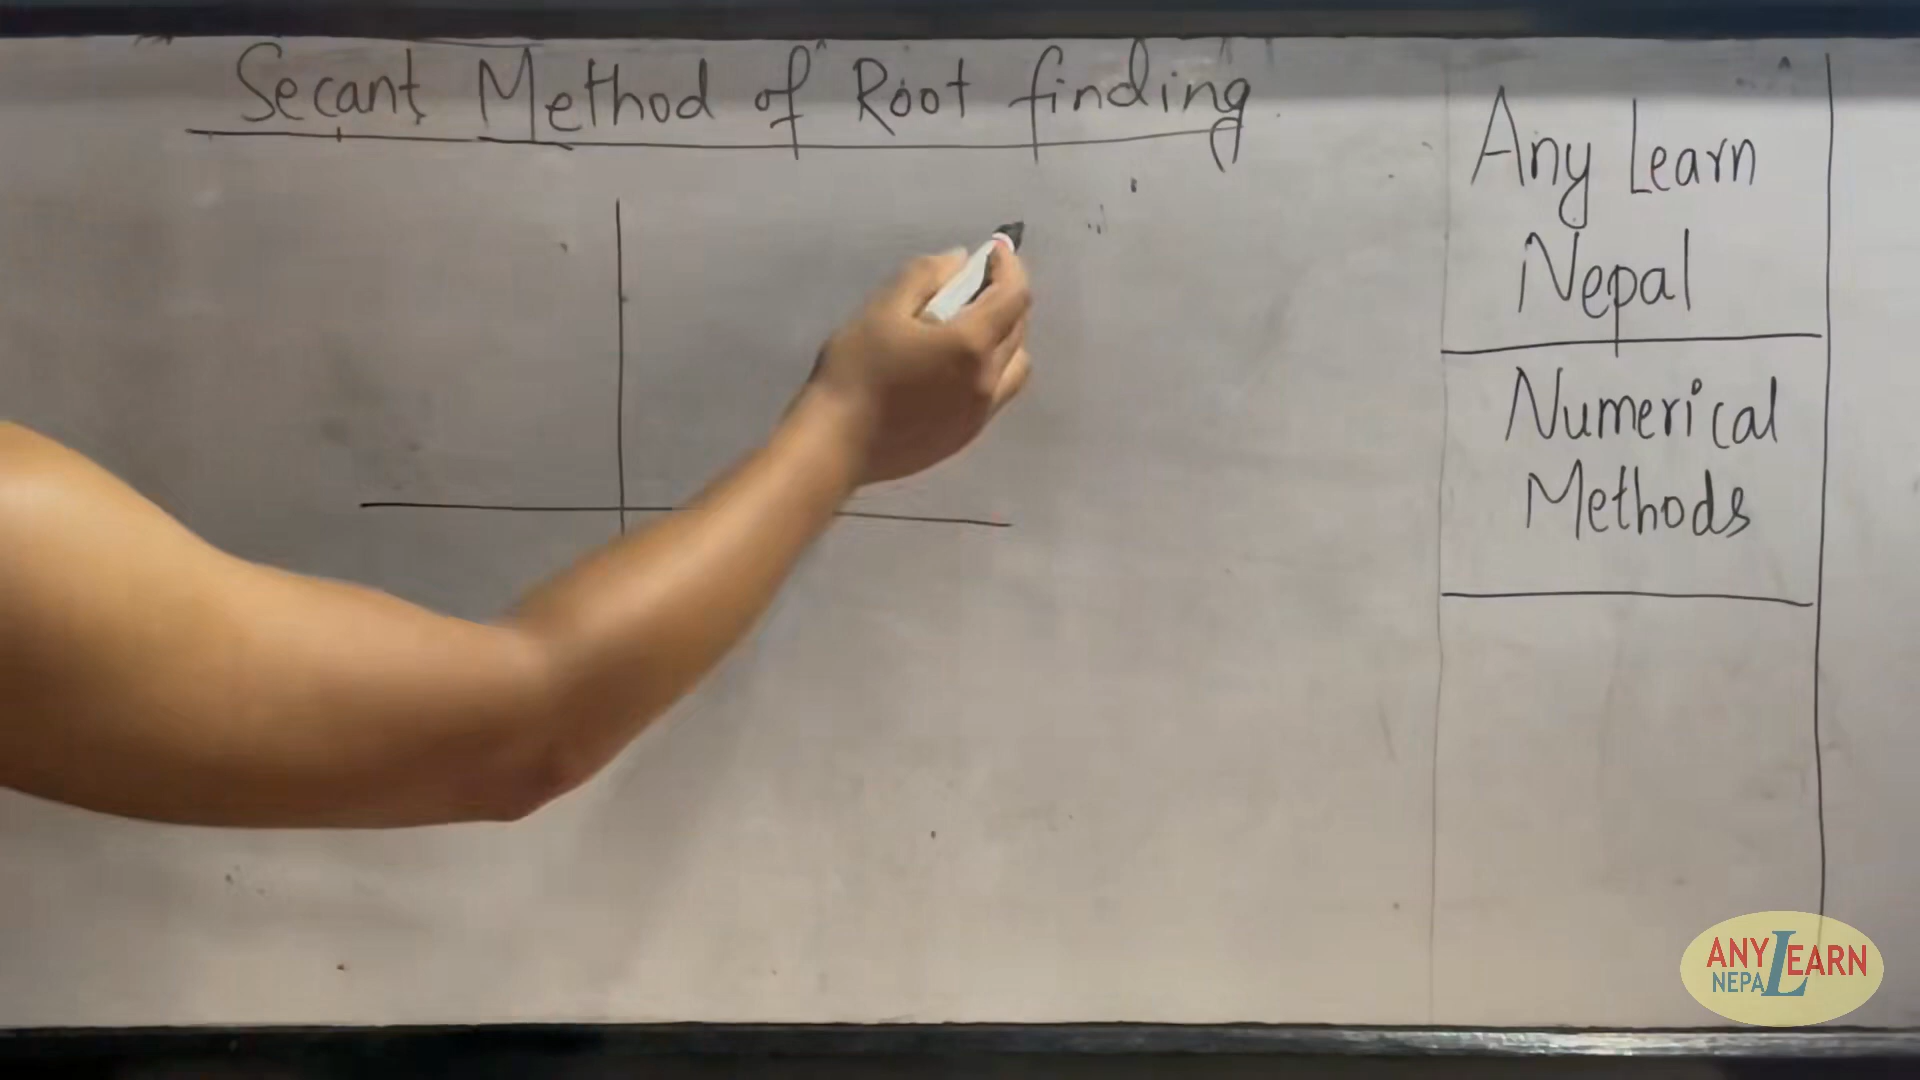 Secant Method of Root finding
Any Learn
Nepal
Numerical
Methods
ANY LEARN
NEPAL